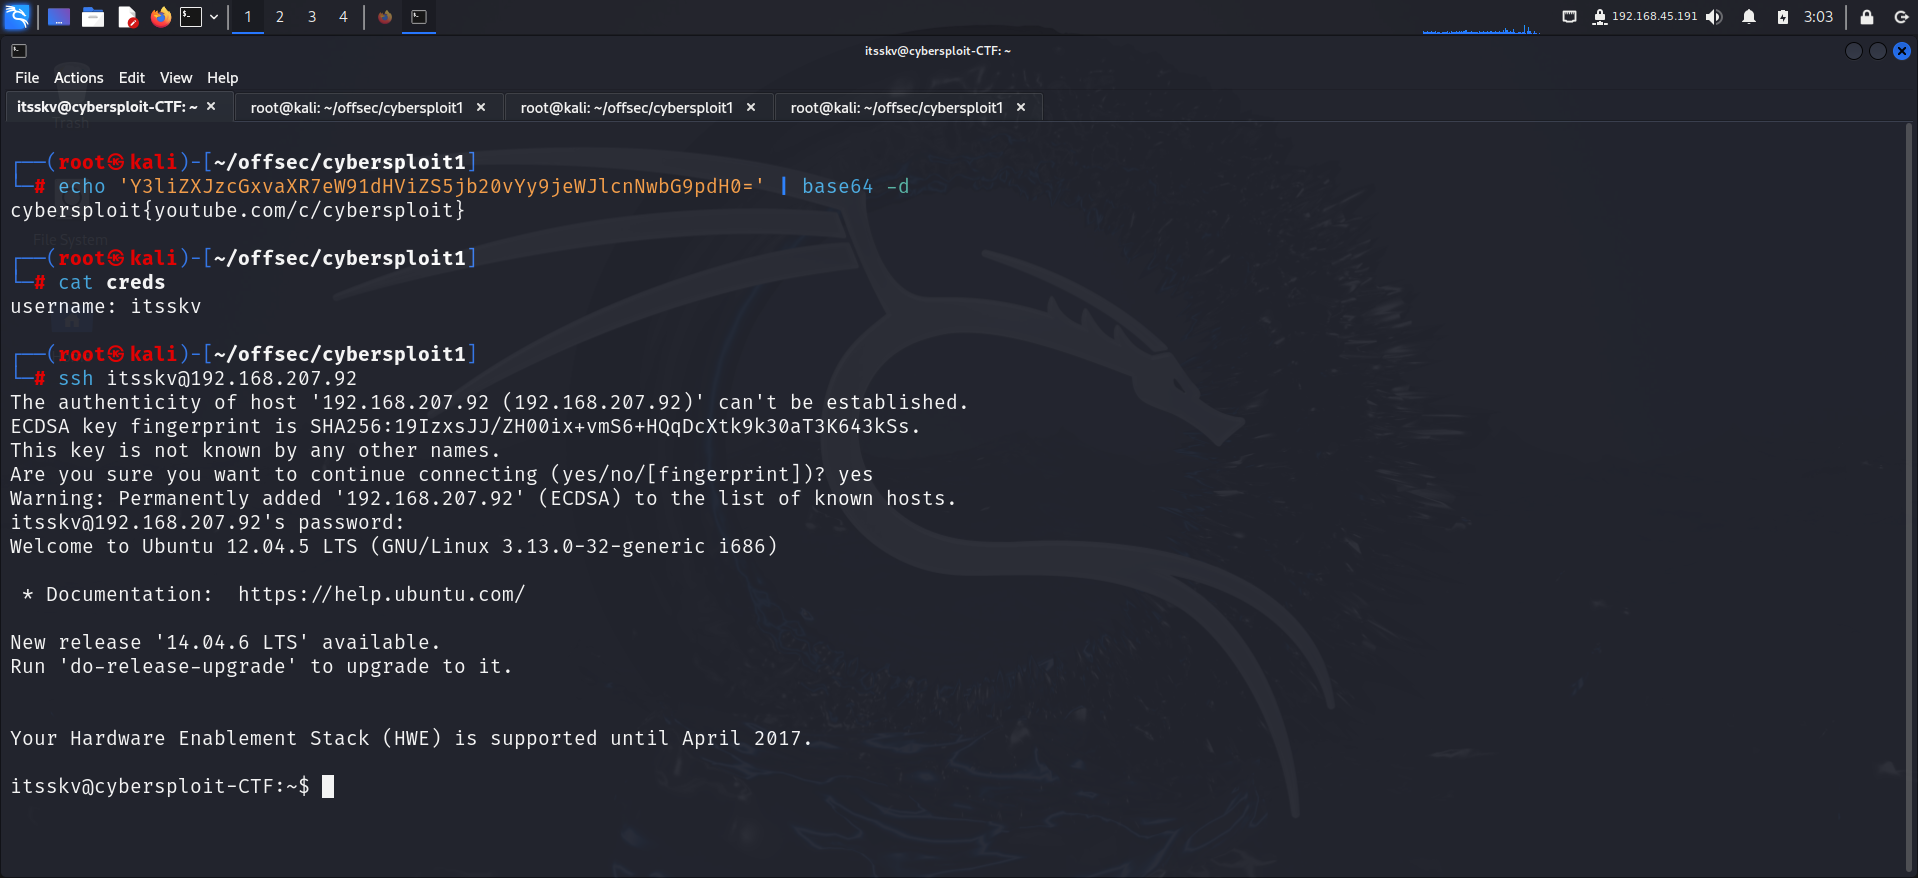 1 2 3 4 192.168.45.191 3:03
itsskv@cybersploit-CTF: ~
File Actions Edit View Help
itsskv@cybersploit-CTF: ~ × root@kali: ~/offsec/cybersploit1 × root@kali: ~/offsec/cybersploit1 × root@kali: ~/offsec/cybersploit1 ×
Trash
┌──(root㉿kali)-[~/offsec/cybersploit1]
└─# echo 'Y3liZXJzcGxvaXR7eW91dHViZS5jb20vYy9jeWJlcnNwbG9pdH0=' | base64 -d
cybersploit{youtube.com/c/cybersploit}
File System
┌──(root㉿kali)-[~/offsec/cybersploit1]
└─# cat creds
username: itsskv
┌──(root㉿kali)-[~/offsec/cybersploit1]
└─# ssh itsskv@192.168.207.92
The authenticity of host '192.168.207.92 (192.168.207.92)' can't be established.
ECDSA key fingerprint is SHA256:19IzxsJJ/ZH00ix+vmS6+HQqDcXtk9k30aT3K643kSs.
This key is not known by any other names.
Are you sure you want to continue connecting (yes/no/[fingerprint])? yes
Warning: Permanently added '192.168.207.92' (ECDSA) to the list of known hosts.
itsskv@192.168.207.92's password:
Welcome to Ubuntu 12.04.5 LTS (GNU/Linux 3.13.0-32-generic i686)
* Documentation:  https://help.ubuntu.com/
New release '14.04.6 LTS' available.
Run 'do-release-upgrade' to upgrade to it.
Your Hardware Enablement Stack (HWE) is supported until April 2017.
itsskv@cybersploit-CTF:~$